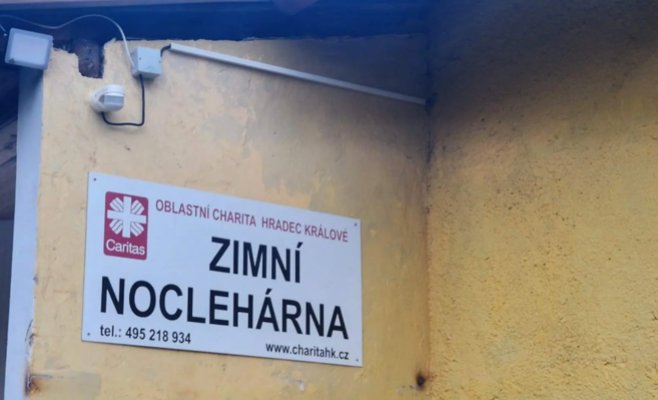 OBLASTNÍ CHARITA HRADEC KRÁLOVÉ
Caritas
ZIMNÍ
NOCLEHÁRNA
tel.: 495 218 934
www.charitahk.cz